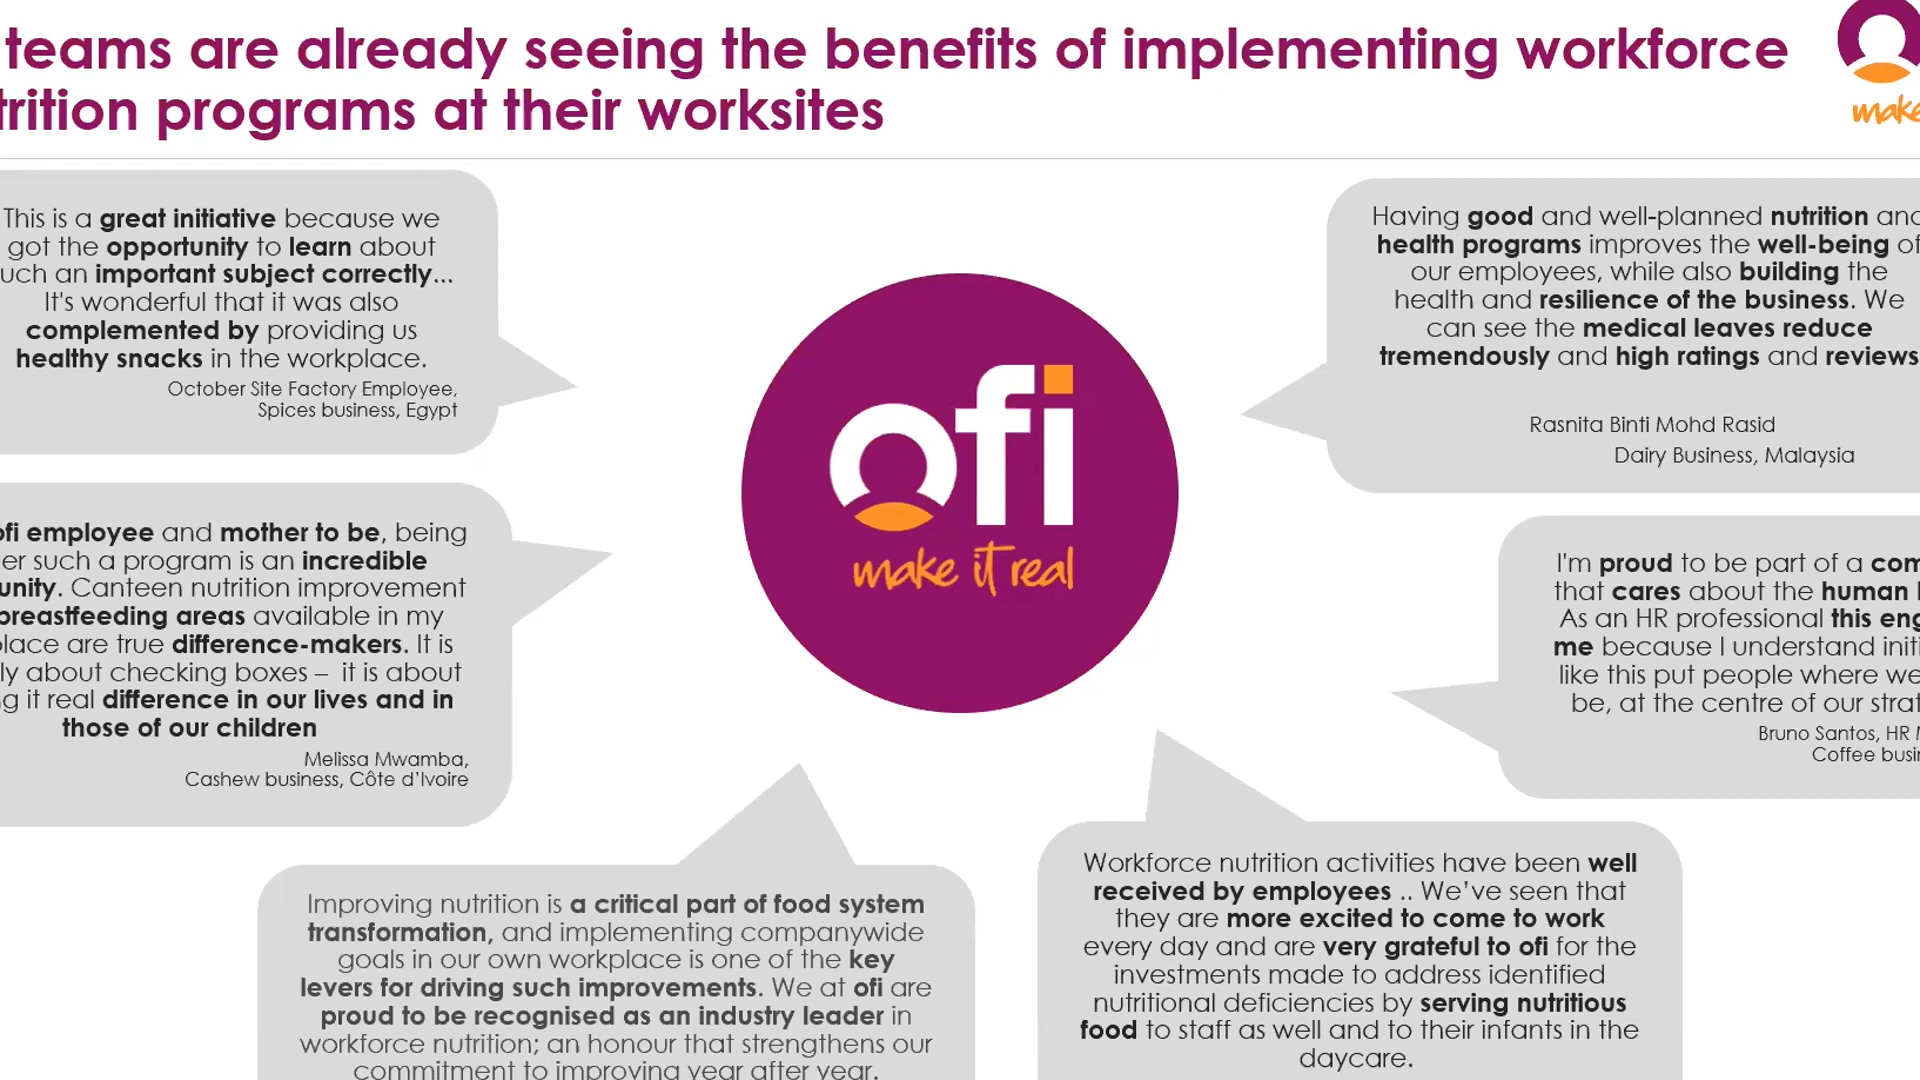 teams are already seeing the benefits of implementing workforce
trition programs at their worksites
make
This is a great initiative because we
got the opportunity to learn about
uch an important subject correctly...
It's wonderful that it was also
complemented by providing us
healthy snacks in the workplace.
October Site Factory Employee,
Spices business, Egypt
ofi employee and mother to be, being
er such a program is an incredible
unity. Canteen nutrition improvement
breastfeeding areas available in my
place are true difference-makers. It is
ly about checking boxes – it is about
g it real difference in our lives and in
those of our children
Melissa Mwamba,
Cashew business, Côte d’Ivoire
ofi
make it real
Having good and well-planned nutrition and
health programs improves the well-being of
our employees, while also building the
health and resilience of the business. We
can see the medical leaves reduce
tremendously and high ratings and reviews
Rasnita Binti Mohd Rasid
Dairy Business, Malaysia
I'm proud to be part of a com
that cares about the human
As an HR professional this eng
me because I understand initi
like this put people where we
be, at the centre of our strat
Bruno Santos, HR
Coffee busin
Improving nutrition is a critical part of food system
transformation, and implementing companywide
goals in our own workplace is one of the key
levers for driving such improvements. We at ofi are
proud to be recognised as an industry leader in
workforce nutrition; an honour that strengthens our
commitment to improving year after year.
Workforce nutrition activities have been well
received by employees .. We’ve seen that
they are more excited to come to work
every day and are very grateful to ofi for the
investments made to address identified
nutritional deficiencies by serving nutritious
food to staff as well and to their infants in the
daycare.